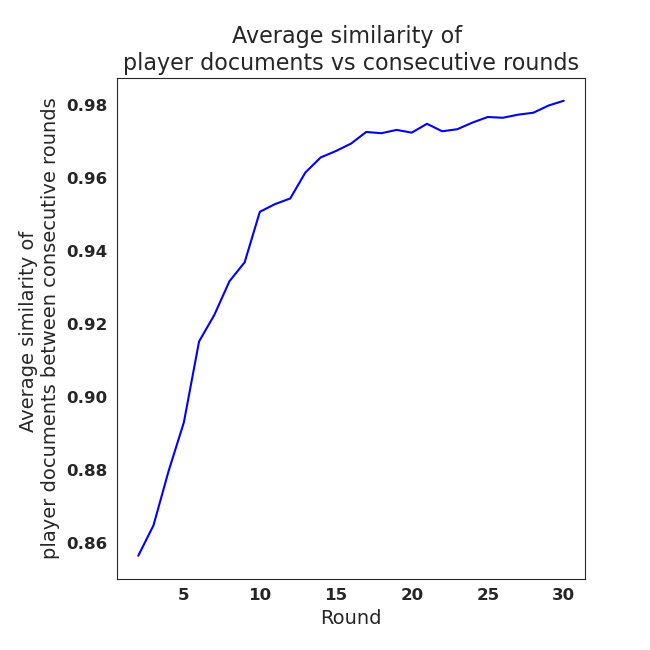 Average similarity of
player documents vs consecutive rounds
Average similarity of
player documents between consecutive rounds
0.98
0.96
0.94
0.92
0.90
0.88
0.86
5 10 15 20 25 30
Round